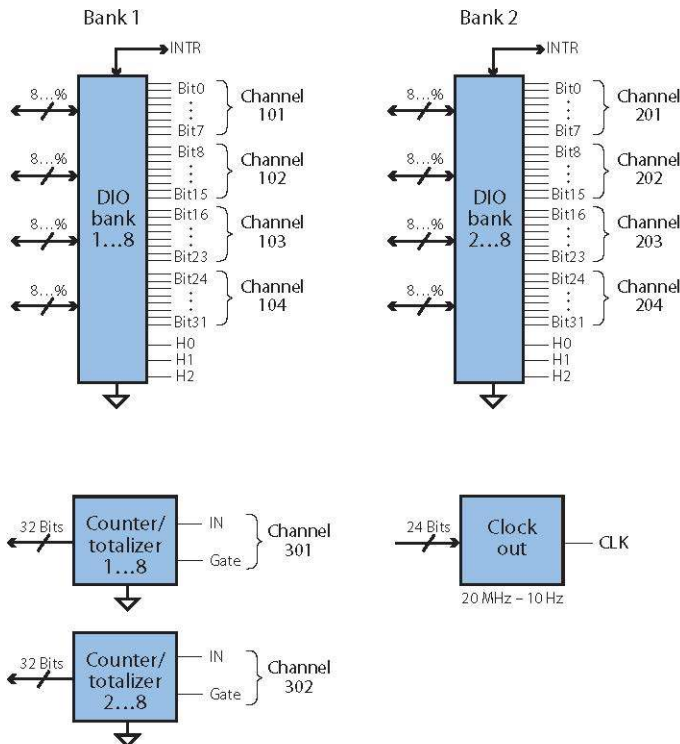 Bank 1
INTR
8...%
8...%
8...%
8...%
DIO
bank
1...8
Bit0
Bit7
Channel
101
Bit8
Bit15
Channel
102
Bit16
Bit23
Channel
103
Bit24
Bit31
Channel
104
H0
H1
H2
Bank 2
INTR
8...%
8...%
8...%
8...%
DIO
bank
2...8
Bit0
Bit7
Channel
201
Bit8
Bit15
Channel
202
Bit16
Bit23
Channel
203
Bit24
Bit31
Channel
204
H0
H1
H2
32 Bits
Counter/
totalizer
1...8
IN
Gate
Channel
301
24 Bits
Clock
out
CLK
20 MHz – 10 Hz
32 Bits
Counter/
totalizer
2...8
IN
Gate
Channel
302